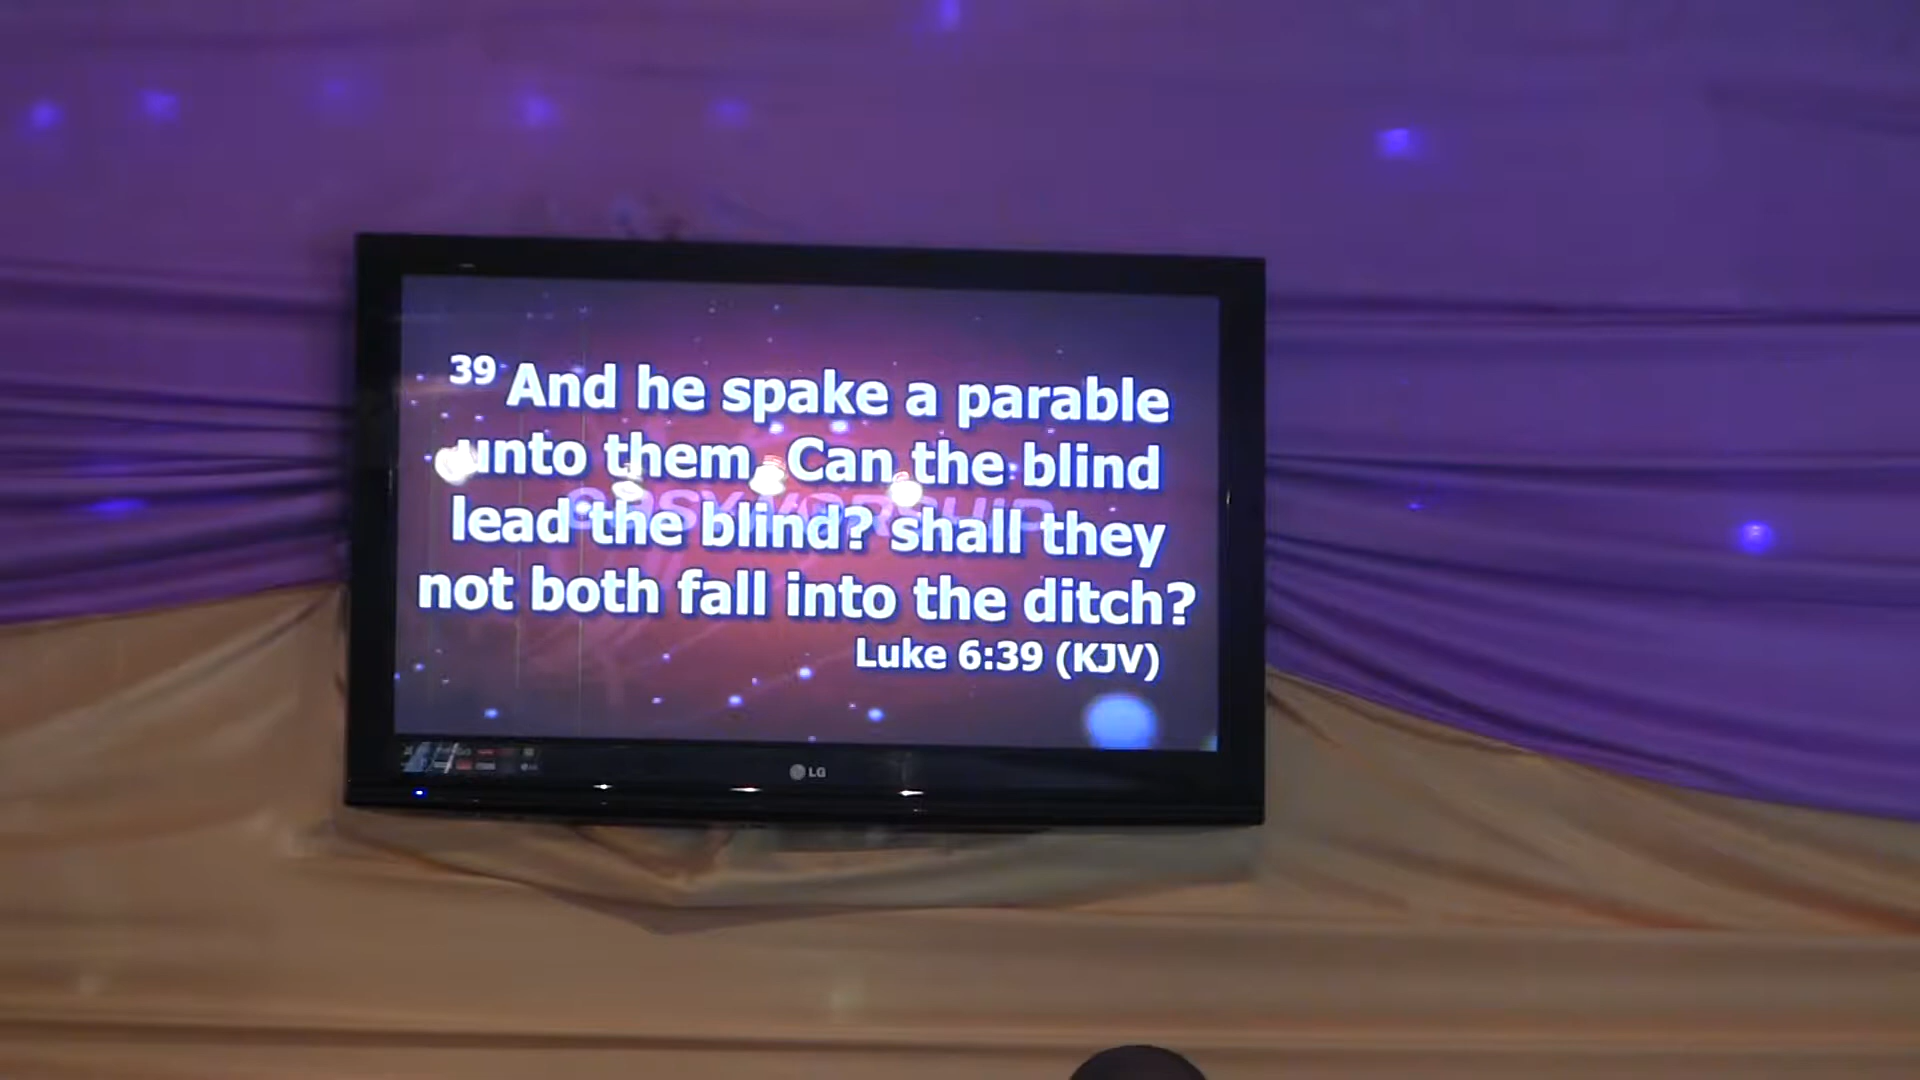 39 And he spake a parable
unto them, Can the blind
lead the blind? shall they
not both fall into the ditch?
Luke 6:39 (KJV)
EASYWORSHIP
LG